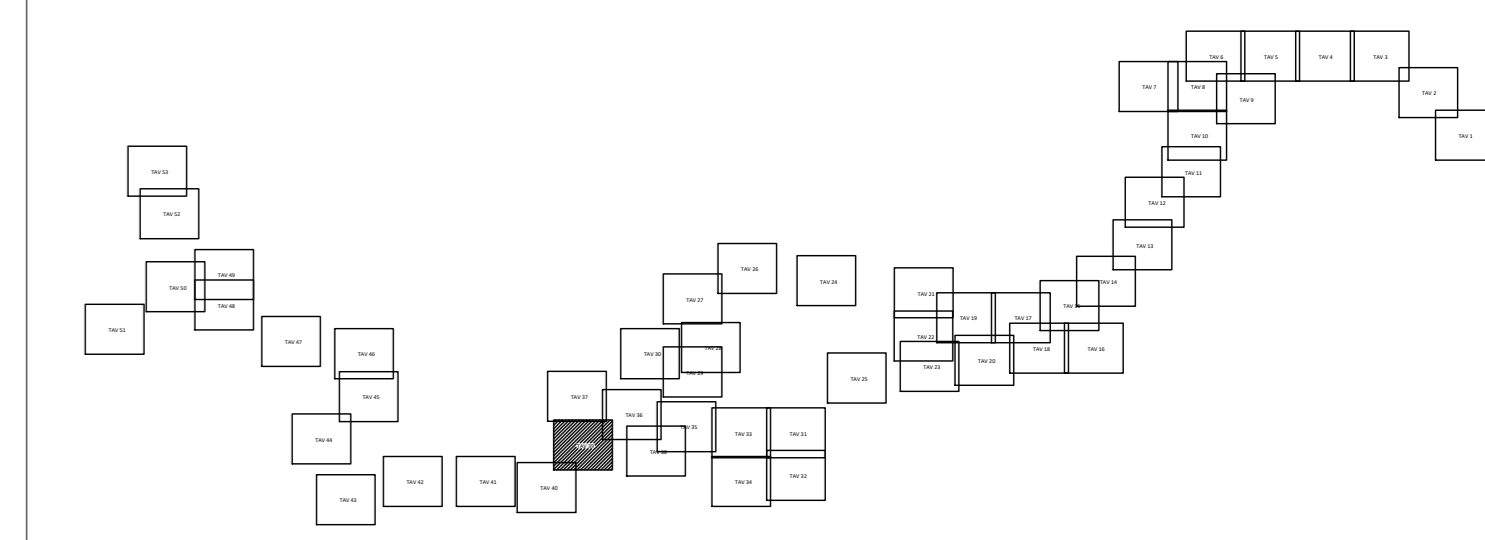 TAV 6
TAV 5
TAV 4
TAV 3
TAV 7
TAV 8
TAV 2
TAV 9
TAV 10
TAV 1
TAV 53
TAV 11
TAV 12
TAV 52
TAV 13
TAV 26
TAV 49
TAV 24
TAV 14
TAV 50
TAV 21
TAV 27
TAV 48
TAV 19
TAV 17
TAV 51
TAV 22
TAV 47
TAV 18
TAV 16
TAV 46
TAV 30
TAV 20
TAV 23
TAV 29
TAV 25
TAV 45
TAV 37
TAV 36
TAV 35
TAV 33
TAV 31
TAV 44
TAV 32
TAV 42
TAV 41
TAV 34
TAV 40
TAV 43